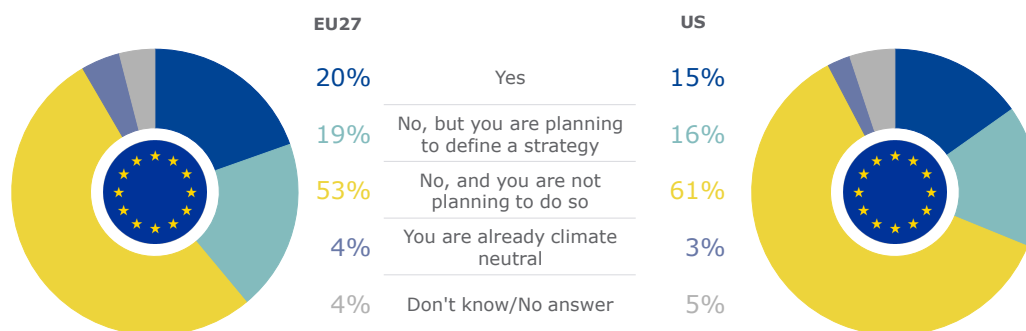 EU27 US
20% Yes 15%
19% No, but you are planning 16%
to define a strategy
53% No, and you are not 61%
planning to do so
4% You are already climate 3%
neutral
4% Don't know/No answer 5%